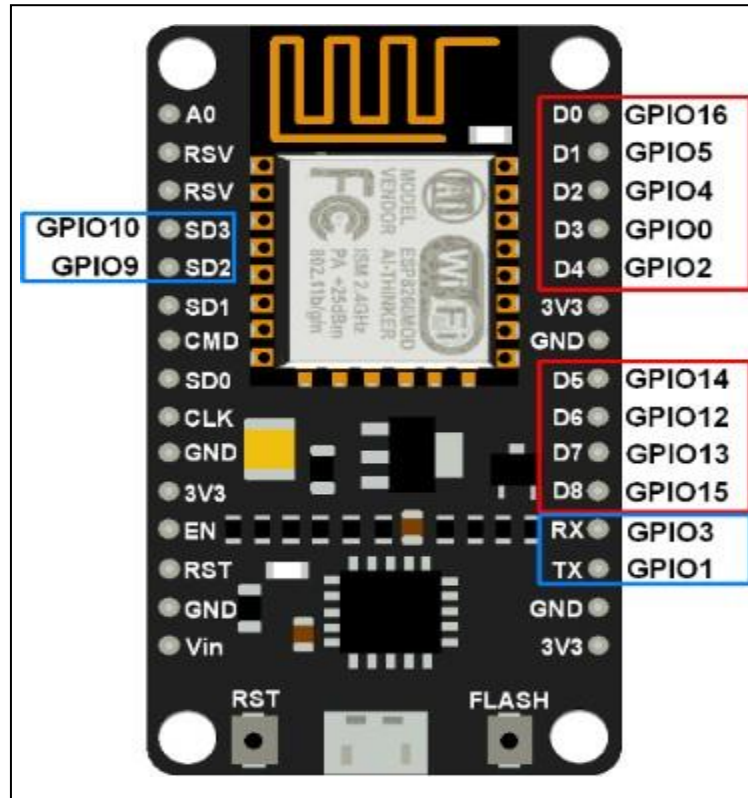 A0
RSV
RSV
GPIO10 SD3
GPIO9 SD2
SD1
CMD
SD0
CLK
GND
3V3
EN
RST
GND
Vin
MODEL
VENDOR
ESP8266MOD
AI-THINKER
WiFi
FC
ISM 2.4GHz
PA +25dBm
802.11b/g/n
D0 GPIO16
D1 GPIO5
D2 GPIO4
D3 GPIO0
D4 GPIO2
3V3
GND
D5 GPIO14
D6 GPIO12
D7 GPIO13
D8 GPIO15
RX GPIO3
TX GPIO1
GND
3V3
RST
FLASH